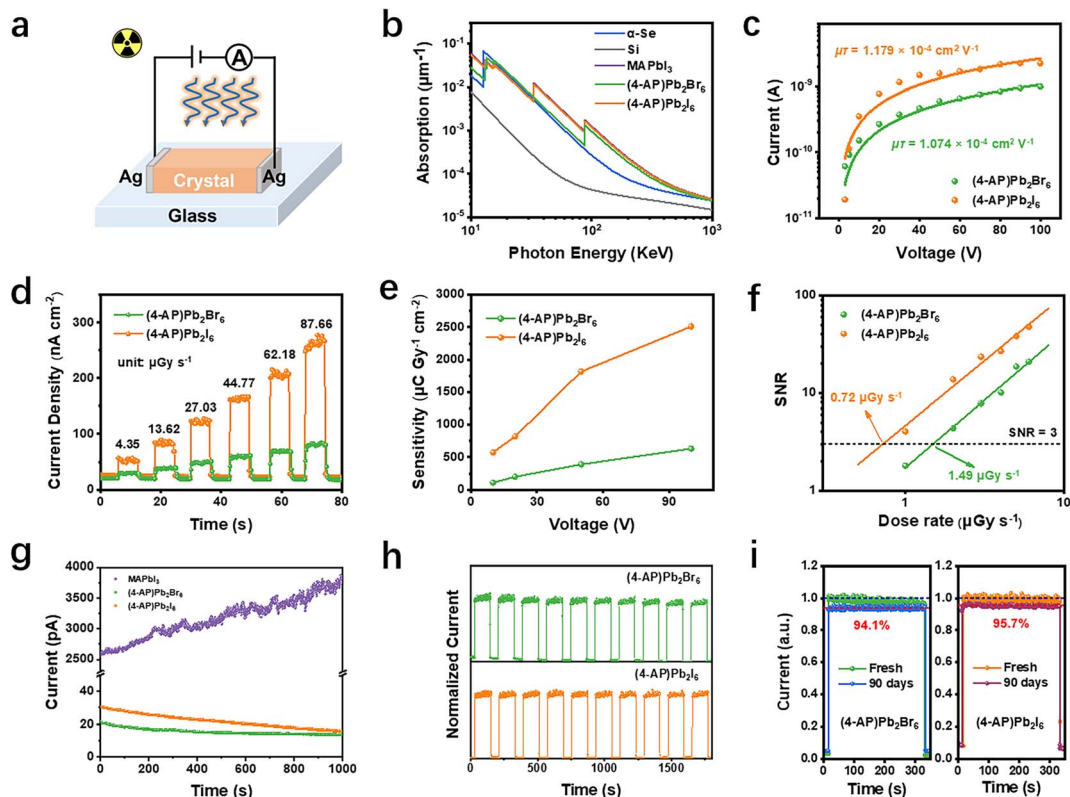 a
A
Ag
Crystal
Ag
Glass
b
Absorption (μm⁻¹)
10⁻¹
10⁻²
10⁻³
10⁻⁴
10⁻⁵
α-Se
Si
MAPbI₃
(4-AP)Pb₂Br₆
(4-AP)Pb₂I₆
10¹
10²
10³
Photon Energy (KeV)
c
Current (A)
10⁻⁹
10⁻¹⁰
10⁻¹¹
μτ = 1.179 × 10⁻⁴ cm² V⁻¹
μτ = 1.074 × 10⁻⁴ cm² V⁻¹
(4-AP)Pb₂Br₆
(4-AP)Pb₂I₆
0 20 40 60 80 100
Voltage (V)
d
Current Density (nA cm⁻²)
300
200
100
0
(4-AP)Pb₂Br₆
(4-AP)Pb₂I₆
unit: μGy s⁻¹
4.35
13.62
27.03
44.77
62.18
87.66
0 20 40 60 80
Time (s)
e
Sensitivity (μC Gy⁻¹ cm⁻²)
3000
2500
2000
1500
1000
500
0
(4-AP)Pb₂Br₆
(4-AP)Pb₂I₆
0 30 60 90
Voltage (V)
f
SNR
100
10
1
(4-AP)Pb₂Br₆
(4-AP)Pb₂I₆
0.72 μGy s⁻¹
SNR = 3
1.49 μGy s⁻¹
1 10
Dose rate (μGy s⁻¹)
g
Current (pA)
4000
3500
3000
2500
40
20
0
MAPbI₃
(4-AP)Pb₂Br₆
(4-AP)Pb₂I₆
0 200 400 600 800 1000
Time (s)
h
Normalized Current
(4-AP)Pb₂Br₆
(4-AP)Pb₂I₆
0 500 1000 1500
Time (s)
i
Current (a.u.)
1.2
1.0
0.8
0.6
0.4
0.2
0.0
94.1%
Fresh
90 days
(4-AP)Pb₂Br₆
0 100 200 300
Time (s)
1.2
1.0
0.8
0.6
0.4
0.2
0.0
95.7%
Fresh
90 days
(4-AP)Pb₂I₆
0 100 200 300
Time (s)